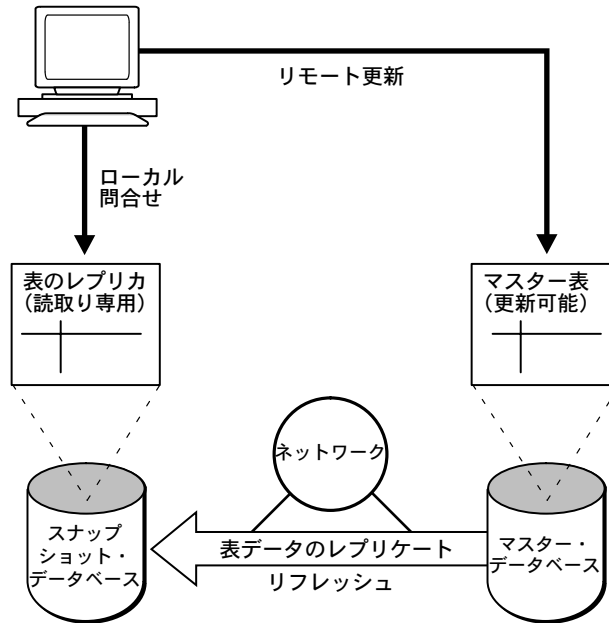 リモート更新
ローカル
問合せ
表のレプリカ
（読取り専用）
マスター表
（更新可能）
ネットワーク
スナップ
ショット・
データベース
表データのレプリケート
リフレッシュ
マスター・
データベース